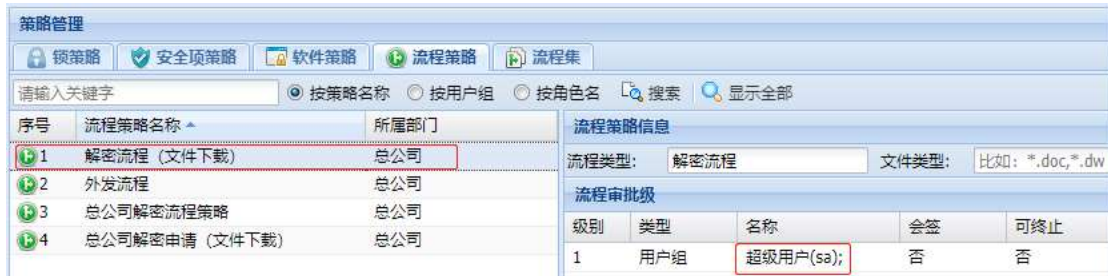 策略管理
锁策略 安全项策略 软件策略 流程策略 流程集
请输入关键字 按策略名称 按用户组 按角色名 搜索 显示全部
序号 流程策略名称 所属部门
1 解密流程（文件下载） 总公司
2 外发流程 总公司
3 总公司解密流程策略 总公司
4 总公司解密申请（文件下载） 总公司
流程策略信息
流程类型: 解密流程 文件类型: 比如: *.doc,*.dw
流程审批级
级别 类型 名称 会签 可终止
1 用户组 超级用户(sa); 否 否